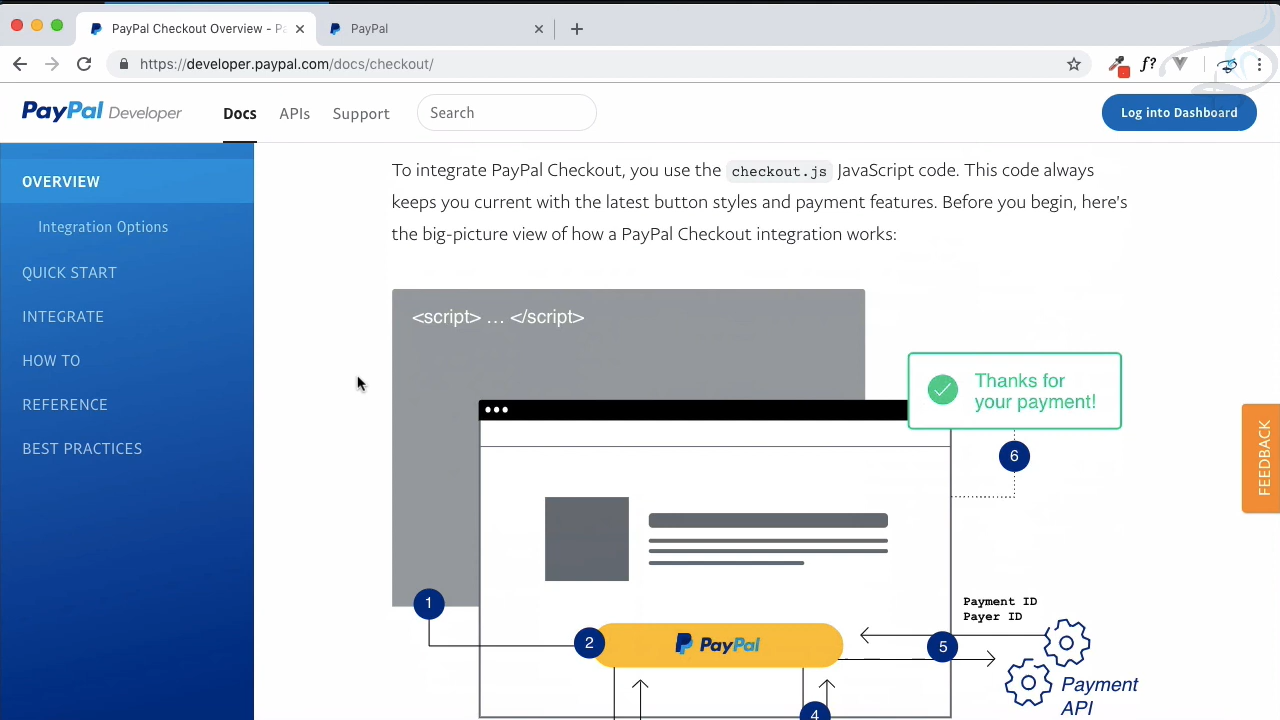 PayPal Checkout Overview - Pa
PayPal
https://developer.paypal.com/docs/checkout/
f?
PayPal Developer
Docs
APIs
Support
Search
Log into Dashboard
OVERVIEW
Integration Options
QUICK START
INTEGRATE
HOW TO
REFERENCE
BEST PRACTICES
To integrate PayPal Checkout, you use the checkout.js JavaScript code. This code always
keeps you current with the latest button styles and payment features. Before you begin, here's
the big-picture view of how a PayPal Checkout integration works:
<script> ... </script>
Thanks for
your payment!
6
FEEDBACK
1
Payment ID
Payer ID
2
PayPal
5
Payment
API
4